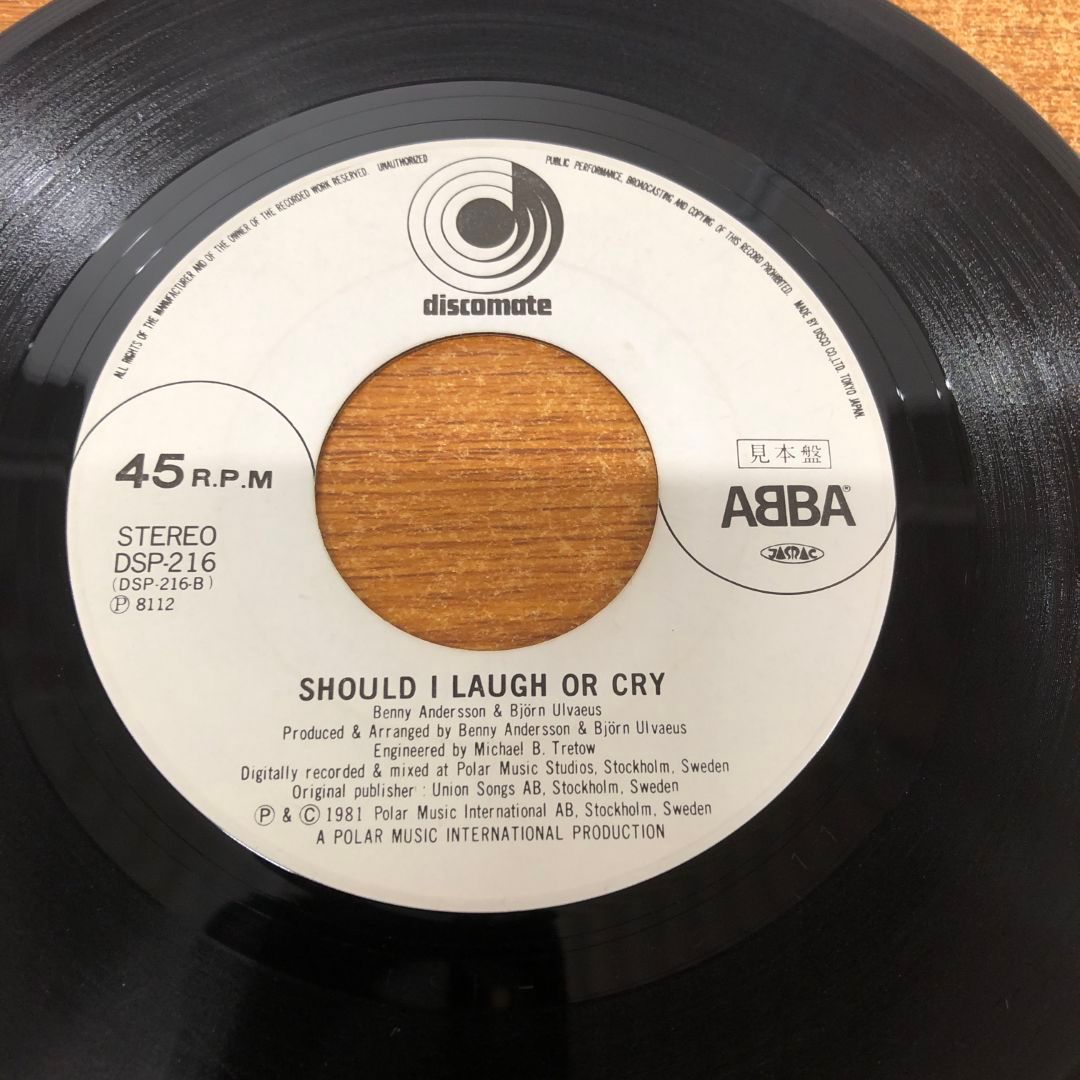 ALL RIGHTS OF THE MANUFACTURER AND OF THE OWNER OF THE RECORDED WORK RESERVED. UNAUTHORIZED PUBLIC PERFORMANCE, BROADCASTING AND COPYING OF THIS RECORD PROHIBITED. MADE BY DISCO CO., LTD. TOKYO JAPAN.
discomate
45 R.P.M
STEREO
DSP-216
(DSP-216-B)
Ⓟ 8112
見本盤
ABBA®
JASRAC
SHOULD I LAUGH OR CRY
Benny Andersson & Björn Ulvaeus
Produced & Arranged by Benny Andersson & Björn Ulvaeus
Engineered by Michael B. Tretow
Digitally recorded & mixed at Polar Music Studios, Stockholm, Sweden
Original publisher : Union Songs AB, Stockholm, Sweden
Ⓟ & Ⓒ 1981 Polar Music International AB, Stockholm, Sweden
A POLAR MUSIC INTERNATIONAL PRODUCTION